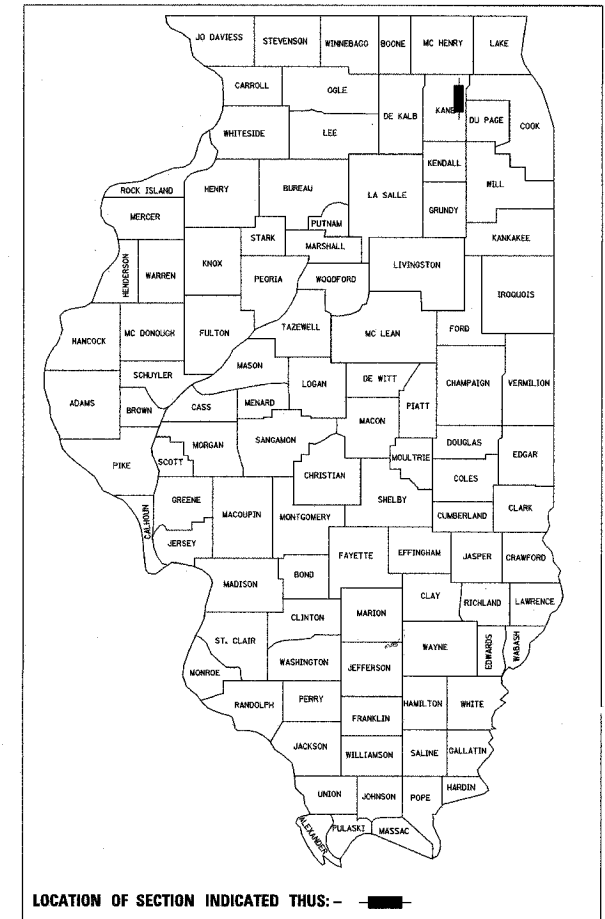 JO DAVIESS STEVENSON WINNEBAGO BOONE MC HENRY LAKE
CARROLL OGLE
DE KALB KANE DU PAGE COOK
WHITESIDE LEE
KENDALL
ROCK ISLAND HENRY BUREAU LA SALLE WILL
GRUNDY
MERCER PUTNAM KANKAKEE
STARK MARSHALL
HENDERSON WARREN KNOX PEORIA WOODFORD LIVINGSTON IROQUOIS
HANCOCK MC DONOUGH FULTON TAZEWELL MC LEAN FORD
SCHUYLER MASON
ADAMS BROWN CASS MENARD LOGAN DE WITT PIATT CHAMPAIGN VERMILION
MACON
PIKE SCOTT MORGAN SANGAMON MOULTRIE DOUGLAS EDGAR
CHRISTIAN COLES
CALHOUN GREENE MACOUPIN MONTGOMERY SHELBY CUMBERLAND CLARK
JERSEY FAYETTE EFFINGHAM JASPER CRAWFORD
MADISON BOND CLAY RICHLAND LAWRENCE
CLINTON MARION
ST. CLAIR WAYNE EDWARDS WABASH
WASHINGTON JEFFERSON
MONROE
RANDOLPH PERRY HAMILTON WHITE
FRANKLIN
JACKSON WILLIAMSON SALINE GALLATIN
UNION JOHNSON POPE HARDIN
ALEXANDER PULASKI MASSAC
LOCATION OF SECTION INDICATED THUS: -